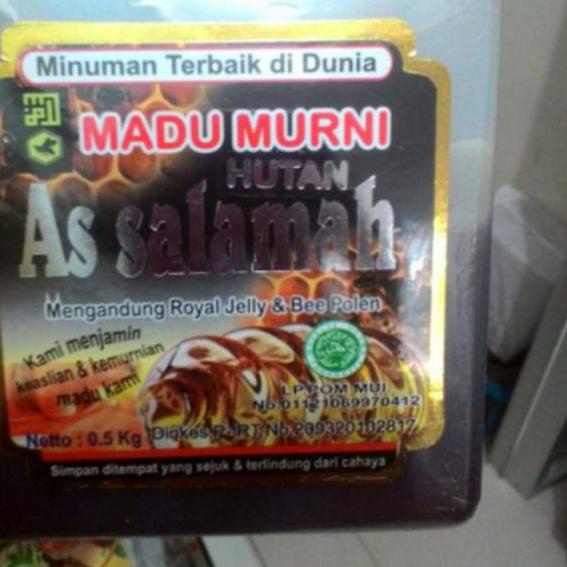 Minuman Terbaik di Dunia
MADU MURNI
HUTAN
As salamah
Mengandung Royal Jelly & Bee Polen
Kami menjamin
keaslian & kemurnian
madu kami
LP.POM MUI
No.01121069970412
Netto : 0.5 Kg Dinkes P-IRT.No.209320102817
Simpan ditempat yang sejuk & terlindung dari cahaya